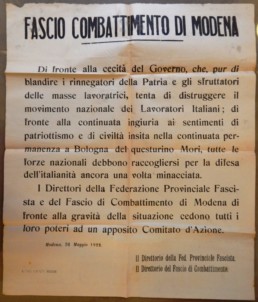 FASCIO COMBATTIMENTO DI MODENA
Di fronte alla cecità del Governo, che, pur di
blandire i rinnegatori della Patria e gli sfruttatori
delle masse lavoratrici, tenta di distruggere il
movimento nazionale dei Lavoratori Italiani; di
fronte alla continuata ingiuria ai sentimenti di
patriottismo e di civiltà insita nella continuata per-
manenza a Bologna del questurino Mori, tutte le
forze nazionali debbono raccogliersi per la difesa
dell'italianità ancora una volta minacciata.
I Direttori della Federazione Provinciale Fasci-
sta e del Fascio di Combattimento di Modena di
fronte alla gravità della situazione cedono tutti i
loro poteri ad un apposito Comitato d'Azione.
Modena, Maggio 1922.
Il Direttorio della Fed. Provinciale Fascista
Il Direttorio del Fascio di Combattimento